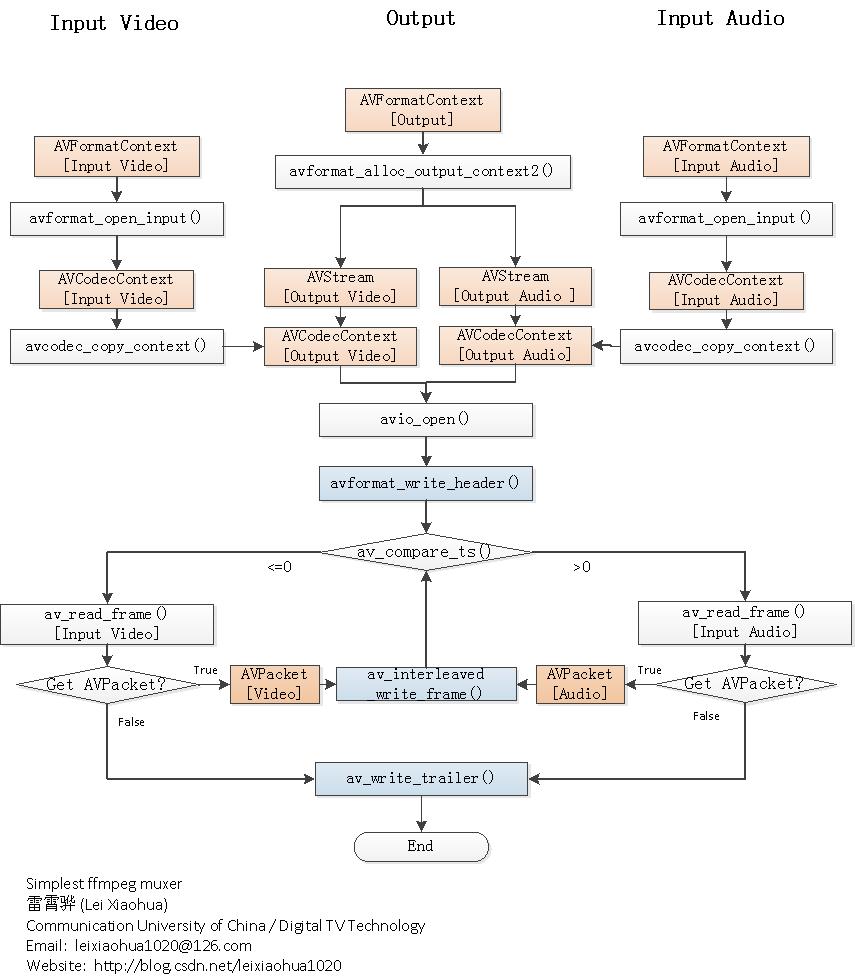 Input Video
Output
Input Audio
AVFormatContext
[Output]
AVFormatContext
[Input Video]
avformat_alloc_output_context2()
AVFormatContext
[Input Audio]
avformat_open_input()
avformat_open_input()
AVCodecContext
[Input Video]
AVStream
[Output Video]
AVStream
[Output Audio ]
AVCodecContext
[Input Audio]
avcodec_copy_context()
AVCodecContext
[Output Video]
AVCodecContext
[Output Audio]
avcodec_copy_context()
avio_open()
avformat_write_header()
av_compare_ts()
<=0
>0
av_read_frame()
[Input Video]
av_read_frame()
[Input Audio]
Get AVPacket?
True
AVPacket
[Video]
av_interleaved
_write_frame()
AVPacket
[Audio]
True
Get AVPacket?
False
False
av_write_trailer()
End
Simplest ffmpeg muxer
雷霄骅 (Lei Xiaohua)
Communication University of China / Digital TV Technology
Email: leixiaohua1020@126.com
Website: http://blog.csdn.net/leixiaohua1020